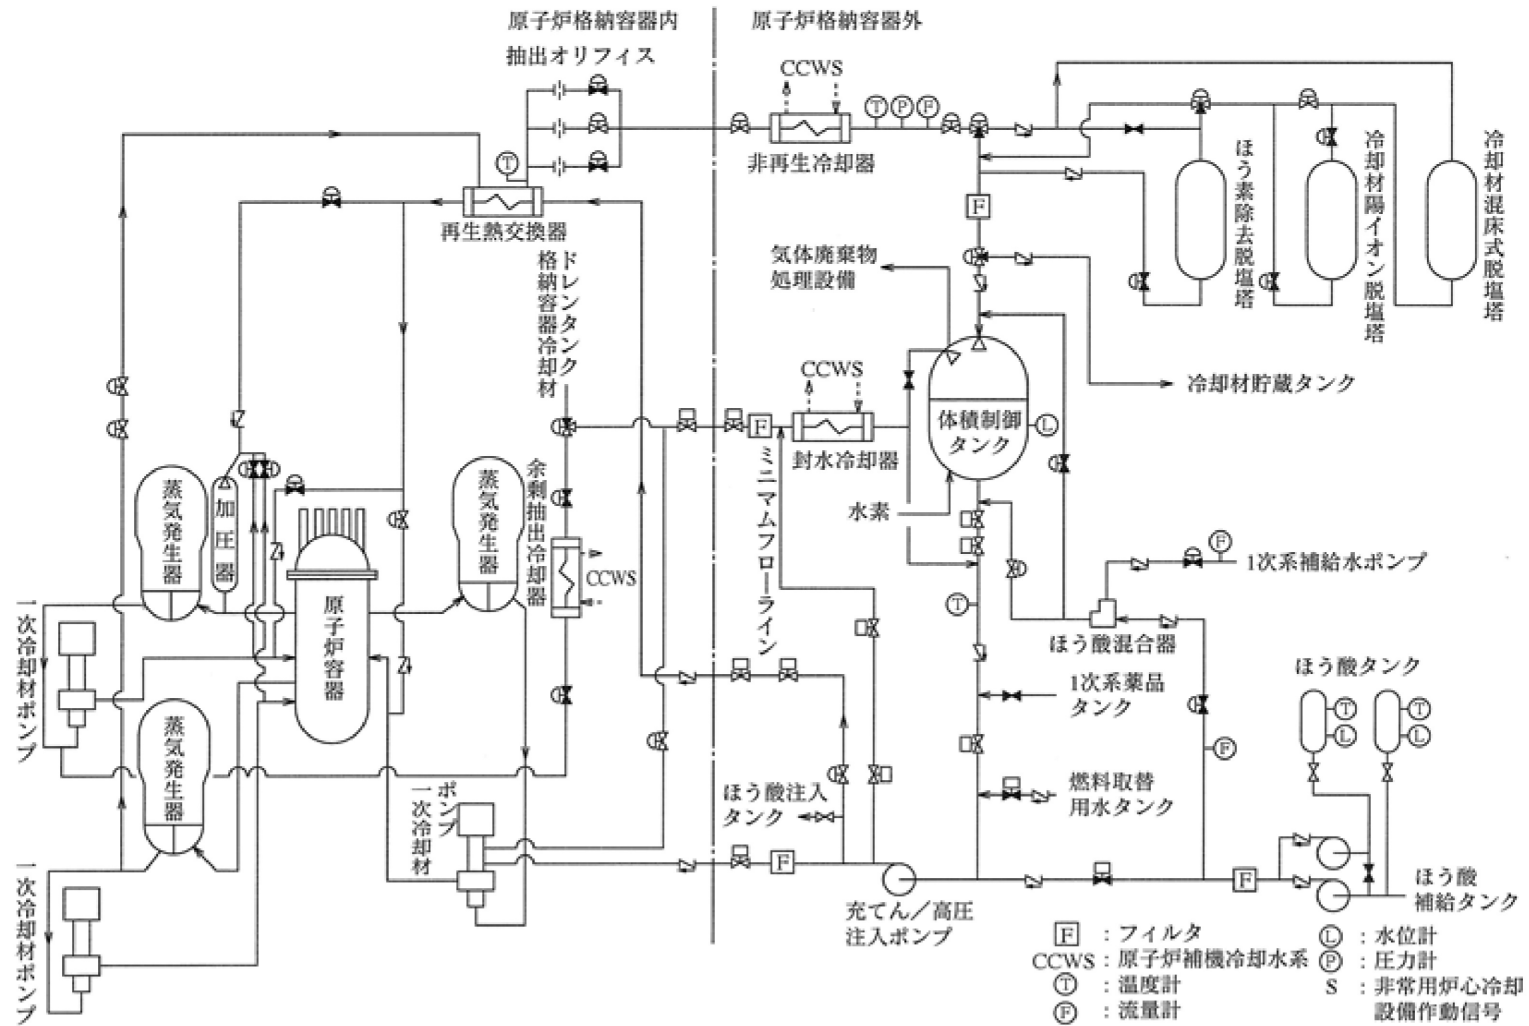 原子炉格納容器内
原子炉格納容器外
抽出オリフィス
CCWS
T
P
F
非再生冷却器
T
再生熱交換器
F
ほう素除去脱塩塔
冷却材陽イオン脱塩塔
冷却材混床式脱塩塔
気体廃棄物
処理設備
格納容器冷却材
ドレンタンク
CCWS
冷却材貯蔵タンク
F
封水冷却器
体積制御
タンク
L
ミニマムフローライン
水素
蒸気発生器
加圧器
蒸気発生器
余剰抽出冷却器
CCWS
F
1次系補給水ポンプ
原子炉容器
T
ほう酸混合器
一次冷却材ポンプ
ほう酸タンク
1次系薬品
タンク
T
L
T
L
F
蒸気発生器
燃料取替
用水タンク
ほう酸注入
タンク
一次冷却材
ポンプ
F
F
一次冷却材ポンプ
充てん/高圧
注入ポンプ
ほう酸
補給タンク
F : フィルタ
CCWS : 原子炉補機冷却水系
T : 温度計
F : 流量計
L : 水位計
P : 圧力計
S : 非常用炉心冷却
設備作動信号